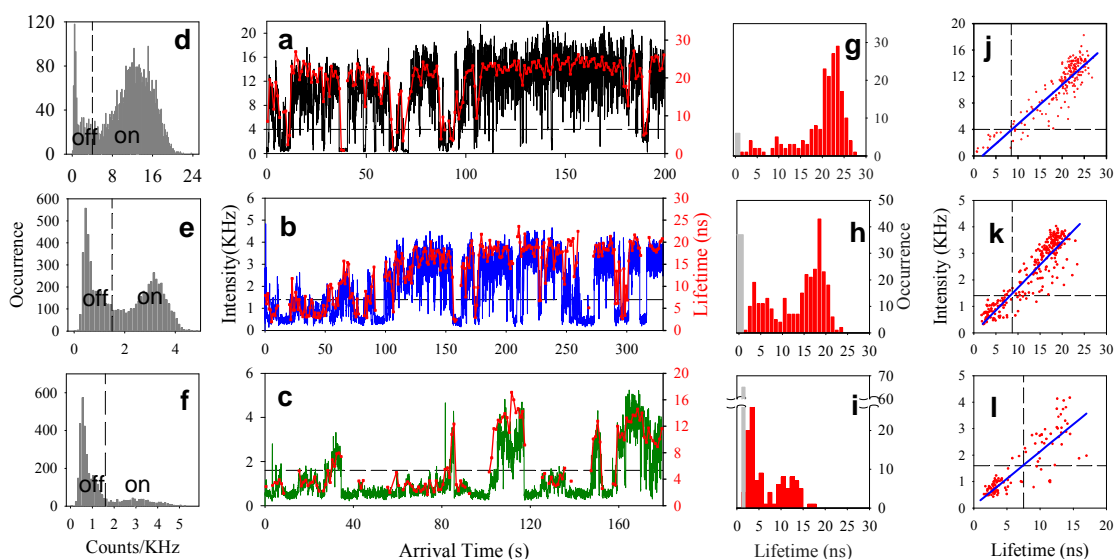 d
120
80
40
0
off
on
0 8 16 24
a
20
16
12
8
4
0
30
20
10
0
0 50 100 150 200
g
30
20
10
0
0 5 10 15 20 25 30
j
20
16
12
8
4
0
0 5 10 15 20 25 30
Occurrence
e
600
500
400
300
200
100
0
off
on
0 2 4
Intensity(KHz)
b
6
5
4
3
2
1
0
30
25
20
15
10
5
0
Lifetime (ns)
0 50 100 150 200 250 300
h
50
40
30
20
10
0
Occurrence
0 5 10 15 20 25 30
Intensity (KHz)
k
5
4
3
2
1
0
0 10 20 30
f
600
400
200
0
off
on
0 1 2 3 4 5
Counts/KHz
c
6
4
2
0
20
16
12
8
4
0
0 40 80 120 160
Arrival Time (s)
i
70
60
20
10
0
0 5 10 15 20 25 30
Lifetime (ns)
l
5
4
3
2
1
0
0 5 10 15 20
Lifetime (ns)